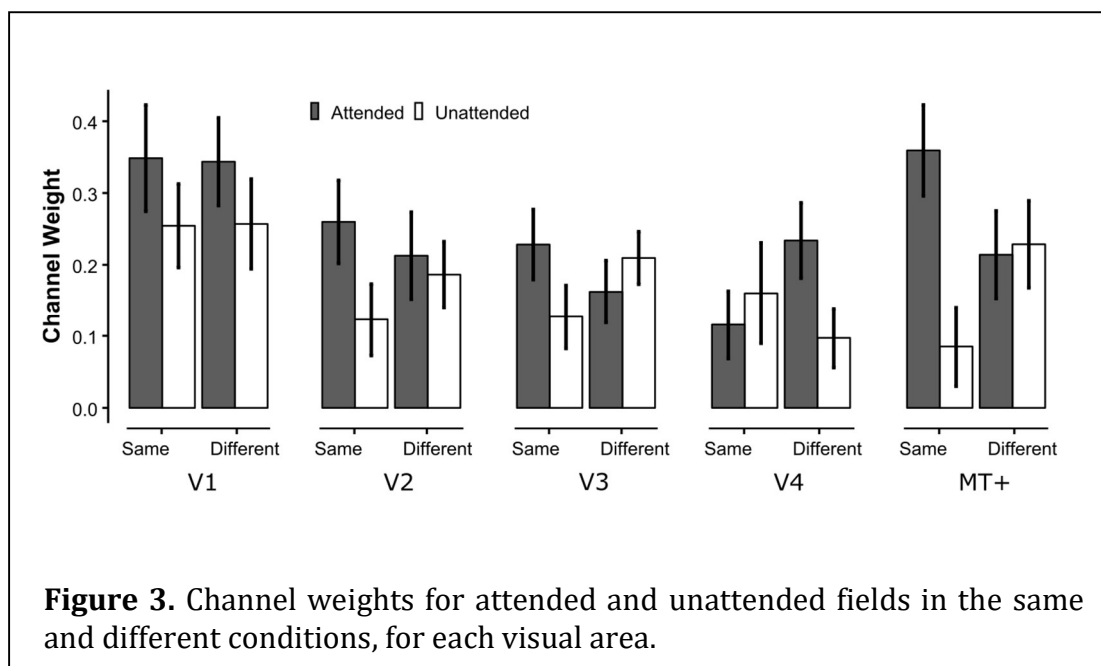 Attended Unattended
0.4
0.3
0.2
0.1
0.0
Channel Weight
Same Different Same Different Same Different Same Different Same Different
V1 V2 V3 V4 MT+
Figure 3. Channel weights for attended and unattended fields in the same
and different conditions, for each visual area.